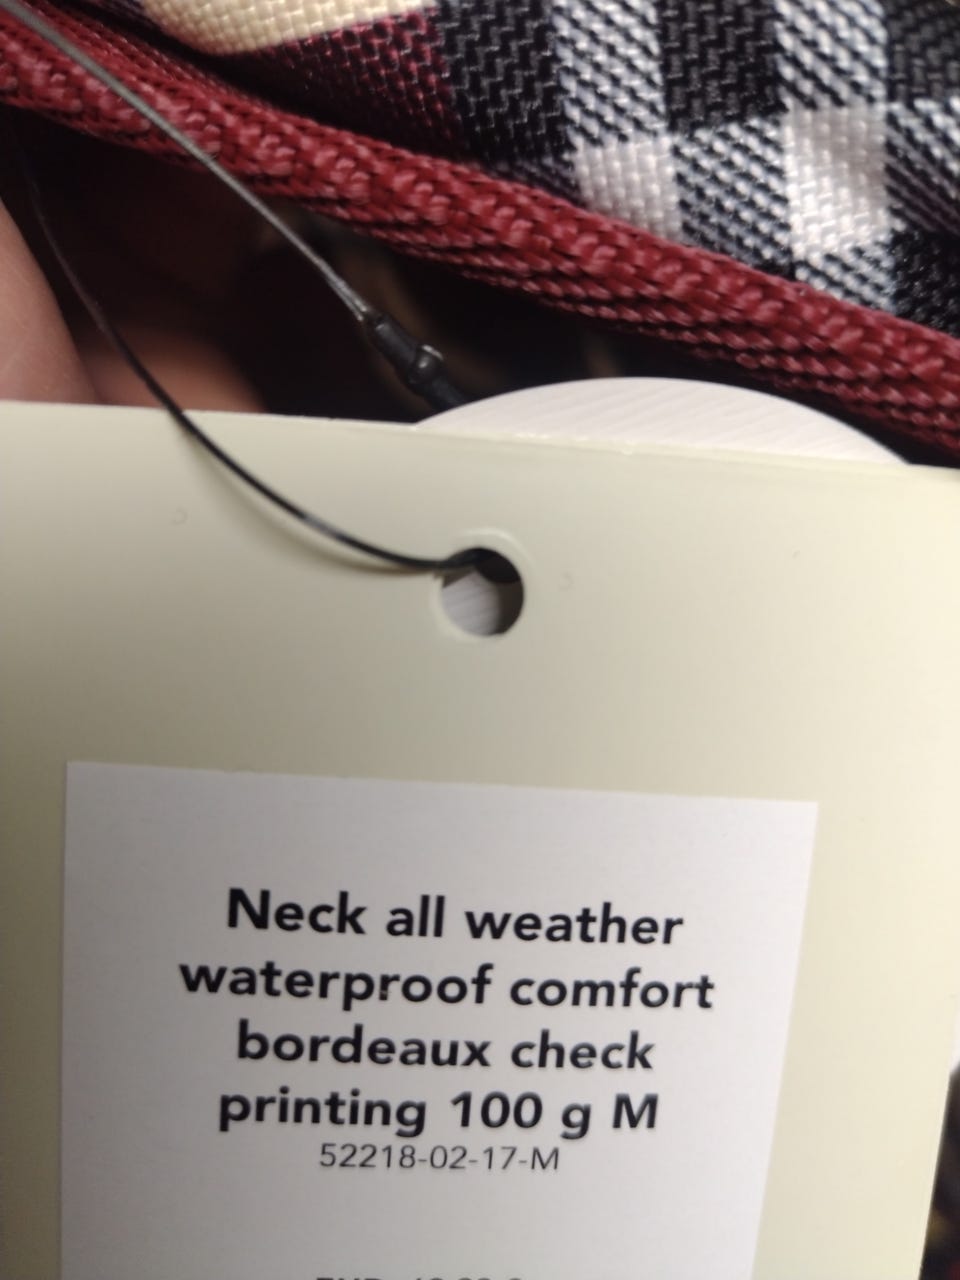 Neck all weather
waterproof comfort
bordeaux check
printing 100 g M
52218-02-17-M